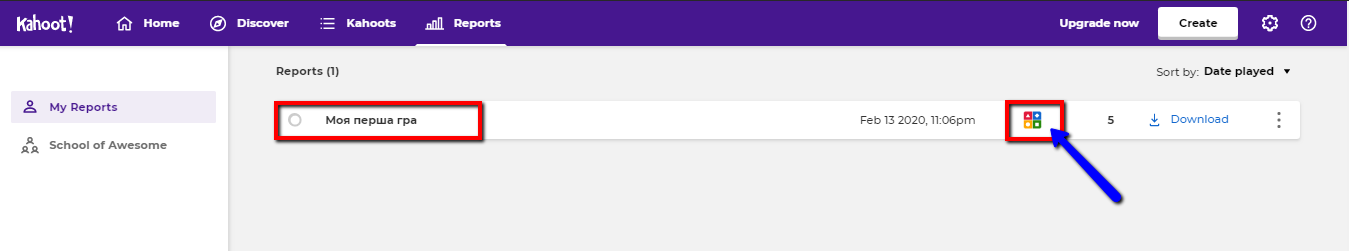 Kahoot! Home Discover Kahoots Reports Upgrade now Create
Reports (1) Sort by: Date played
My Reports
School of Awesome
Моя перша гра Feb 13 2020, 11:06pm 5 Download